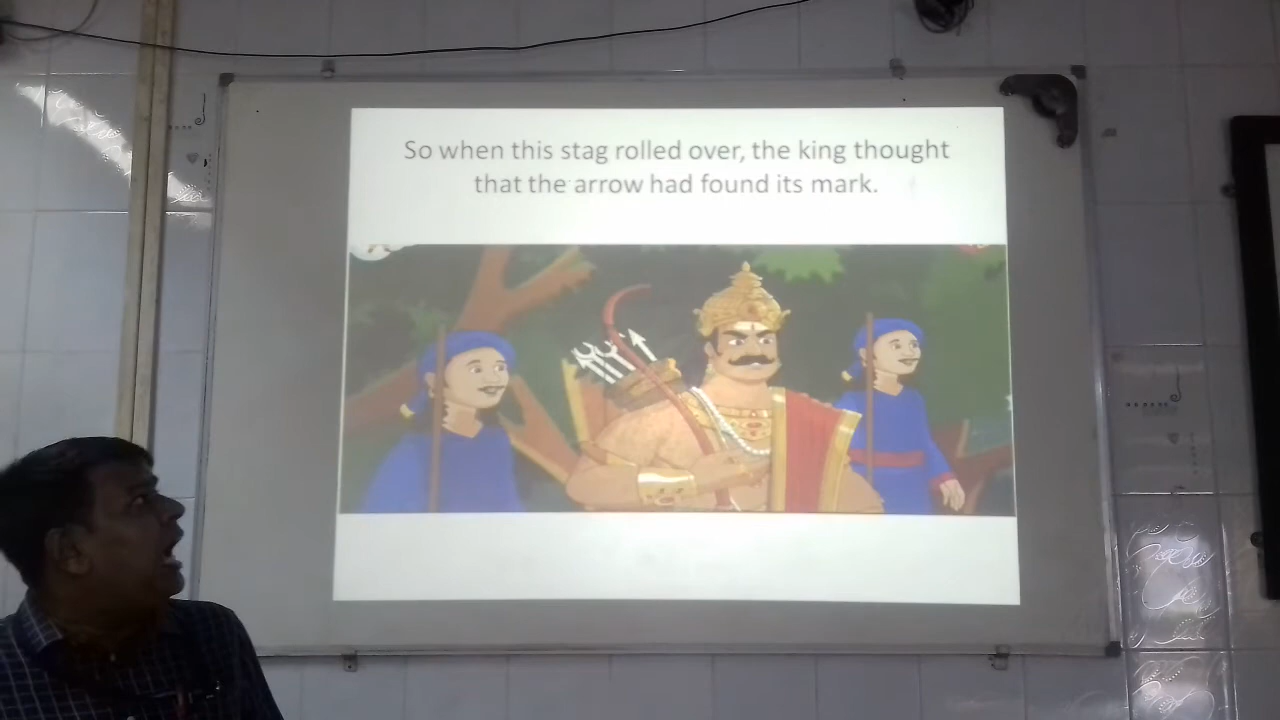 So when this stag rolled over, the king thought
that the arrow had found its mark.